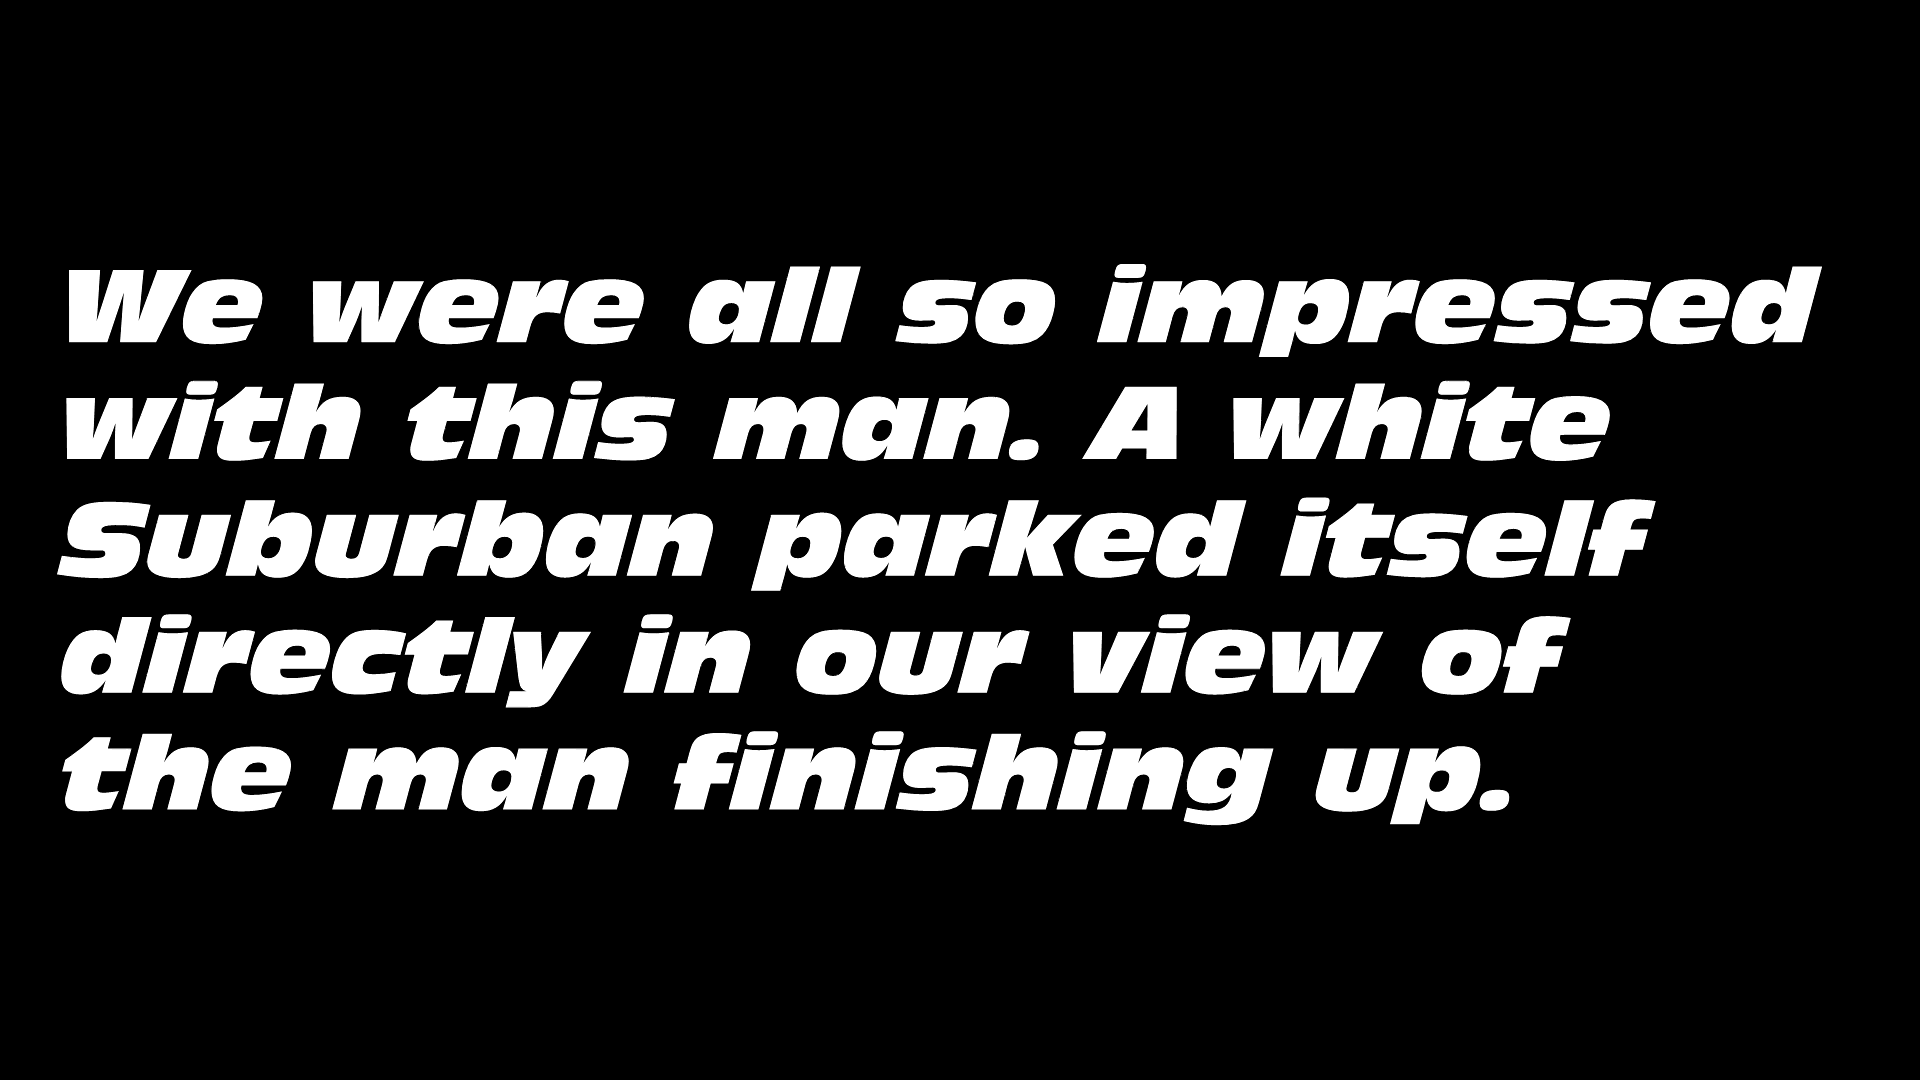 We were all so impressed
with this man. A white
Suburban parked itself
directly in our view of
the man finishing up.